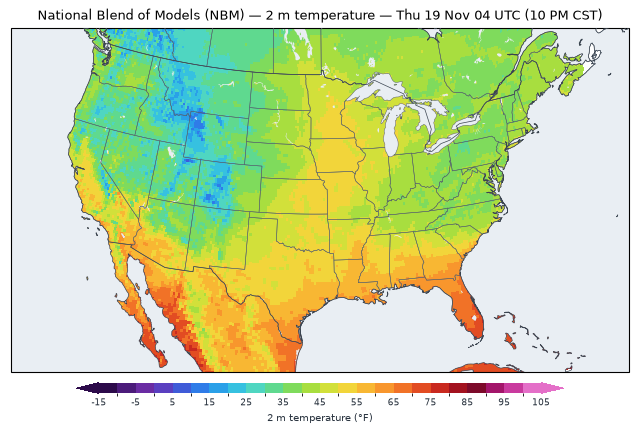 National Blend of Models (NBM) — 2 m temperature — Thu 19 Nov 04 UTC (10 PM CST)
-15 -5 5 15 25 35 45 55 65 75 85 95 105
2 m temperature (°F)